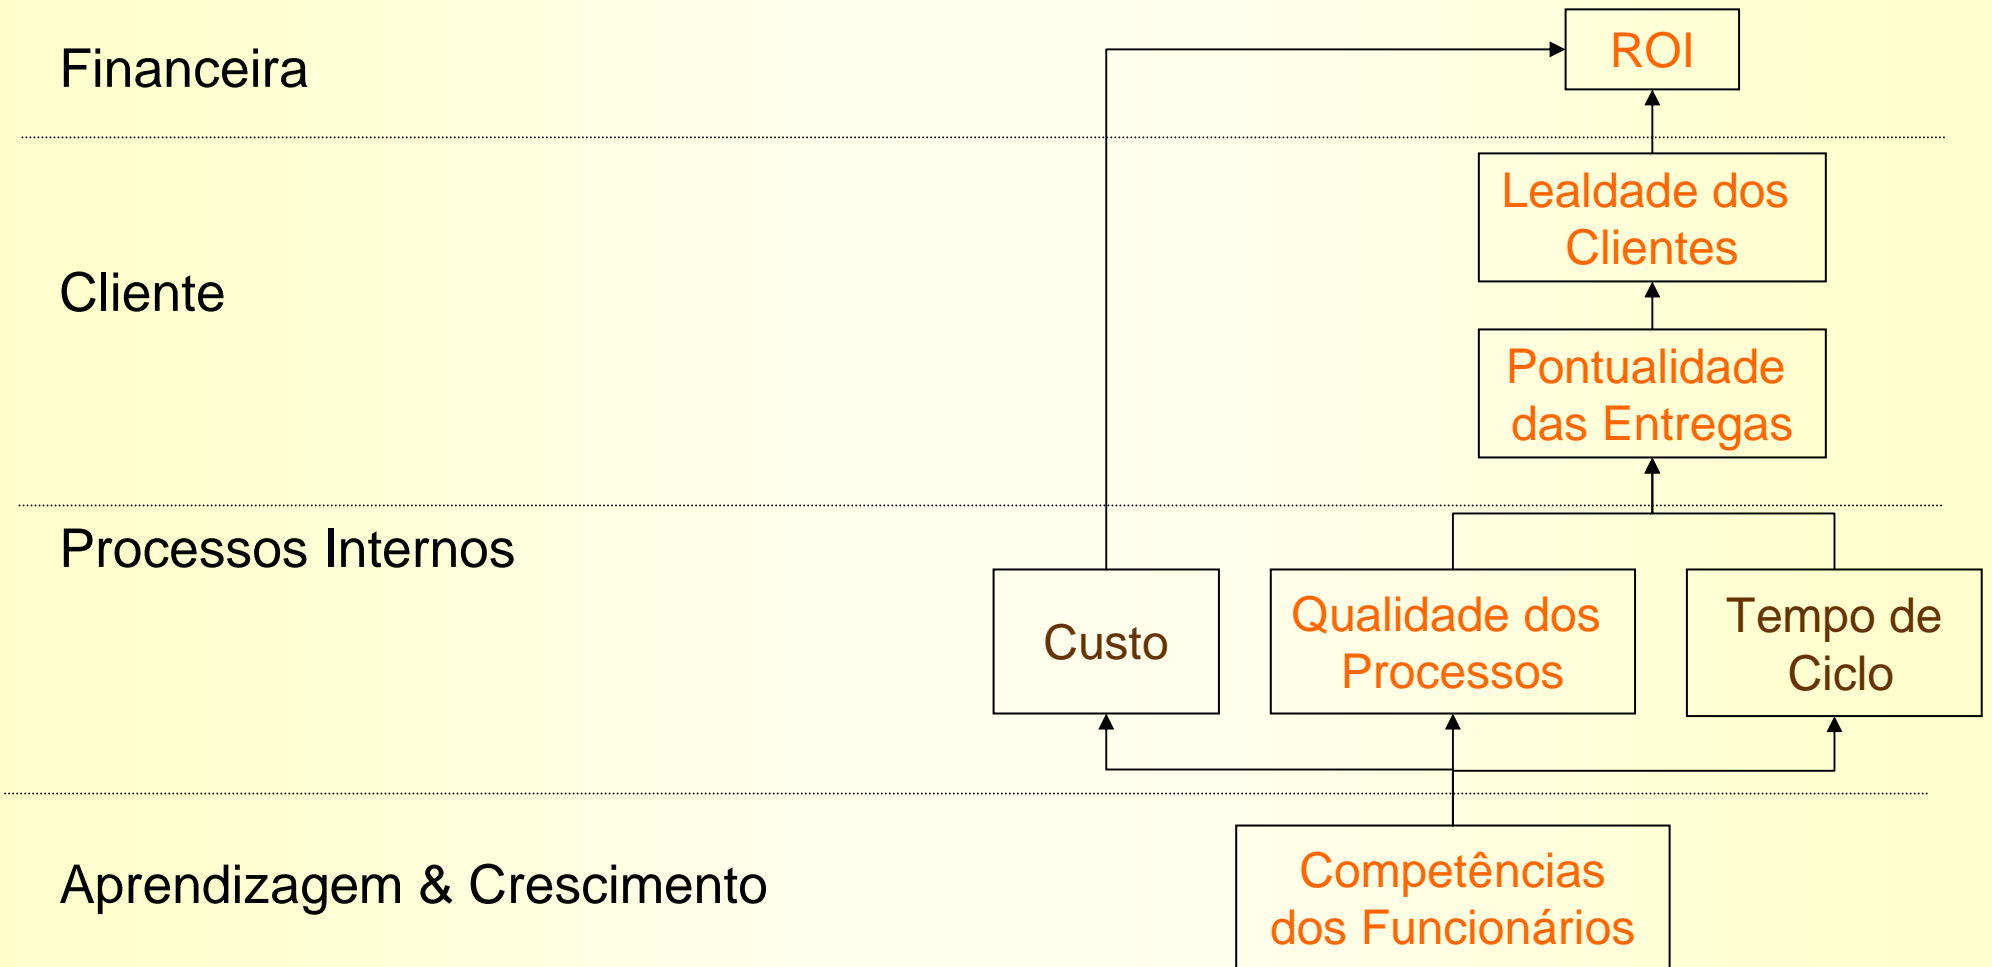 Financeira
ROI
Cliente
Lealdade dos
Clientes
Pontualidade
das Entregas
Processos Internos
Custo
Qualidade dos
Processos
Tempo de
Ciclo
Aprendizagem & Crescimento
Competências
dos Funcionários